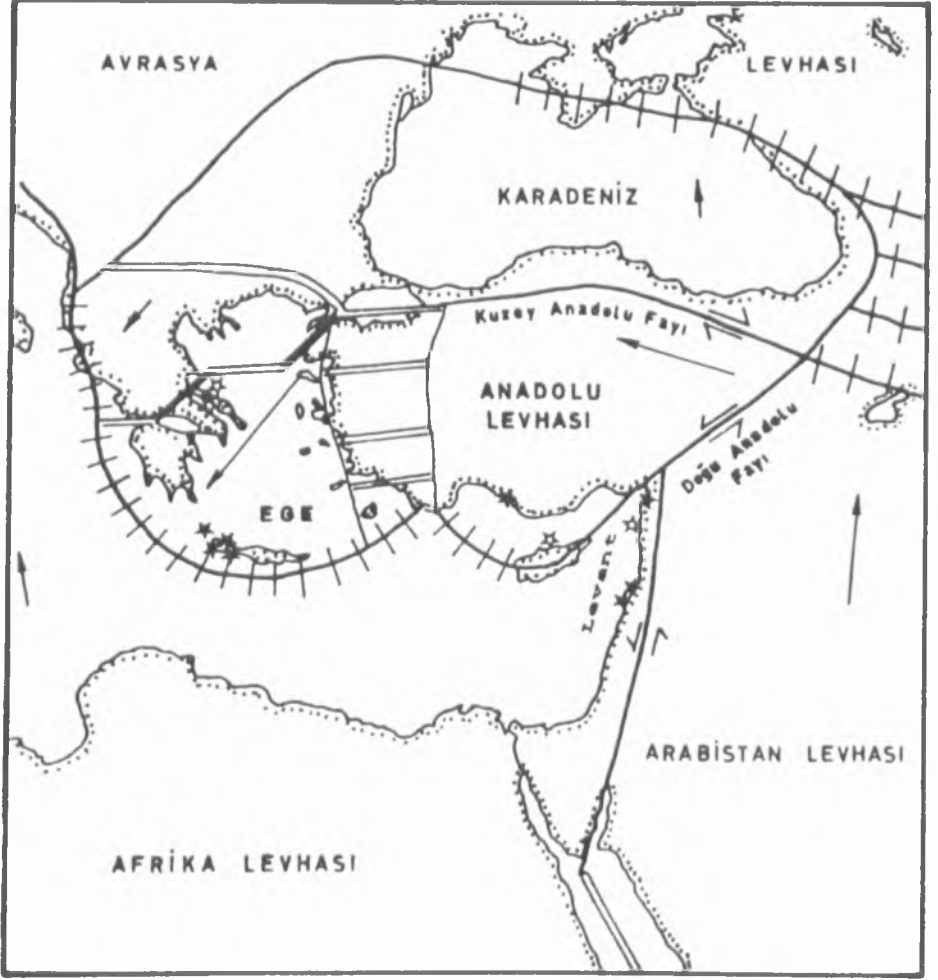 AVRASYA
LEVHASI
KARADENİZ
Kuzey Anadolu Fayı
ANADOLU
LEVHASI
Doğu Anadolu
Fayı
EGE
Levant
ARABİSTAN LEVHASI
AFRİKA LEVHASI